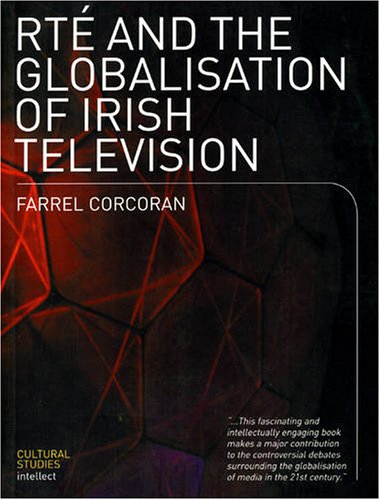 RTÉ AND THE
GLOBALISATION
OF IRISH
TELEVISION
FARREL CORCORAN
"...This fascinating and
intellectually engaging book
makes a major contribution
to the controversial debates
surrounding the globalisation
of media in the 21st century."
CULTURAL
STUDIES
intellect